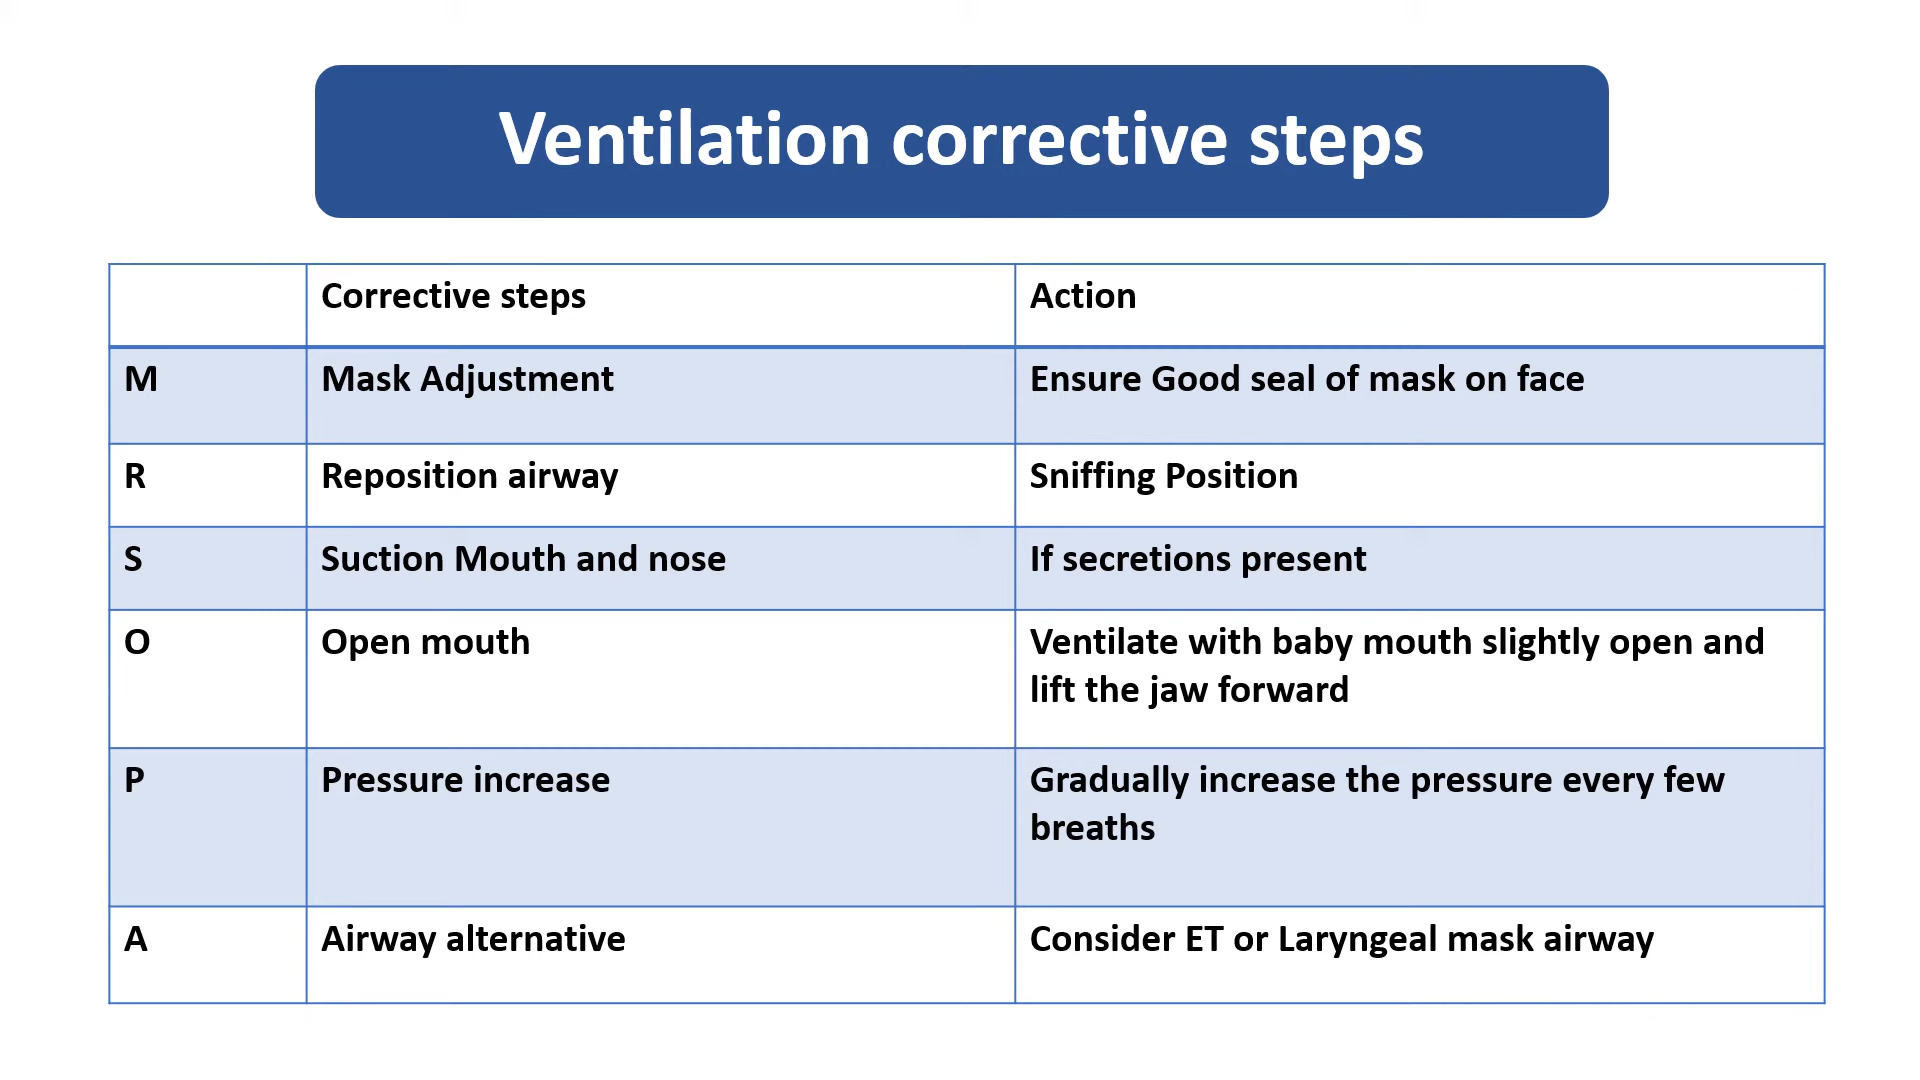 Ventilation corrective steps
Corrective steps
Action
M
Mask Adjustment
Ensure Good seal of mask on face
R
Reposition airway
Sniffing Position
S
Suction Mouth and nose
If secretions present
O
Open mouth
Ventilate with baby mouth slightly open and
lift the jaw forward
P
Pressure increase
Gradually increase the pressure every few
breaths
A
Airway alternative
Consider ET or Laryngeal mask airway